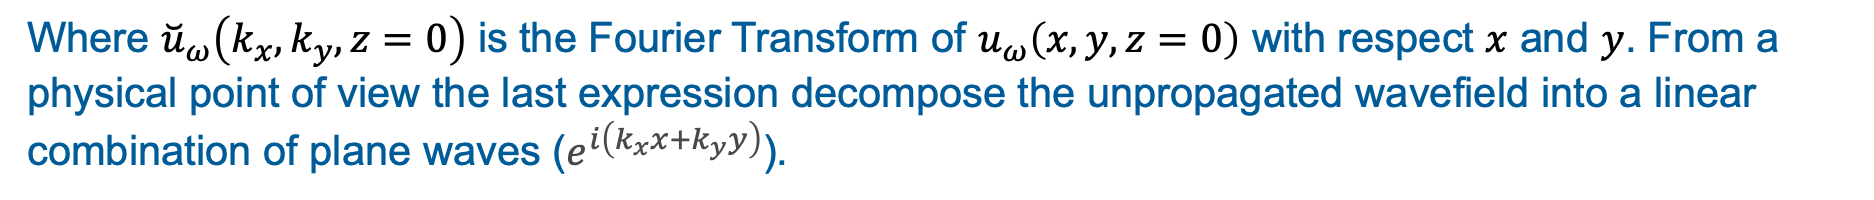 Where ŭ_ω(k_x, k_y, z = 0) is the Fourier Transform of u_ω(x, y, z = 0) with respect x and y. From a
physical point of view the last expression decompose the unpropagated wavefield into a linear
combination of plane waves (e^{i(k_x x+k_y y)}).